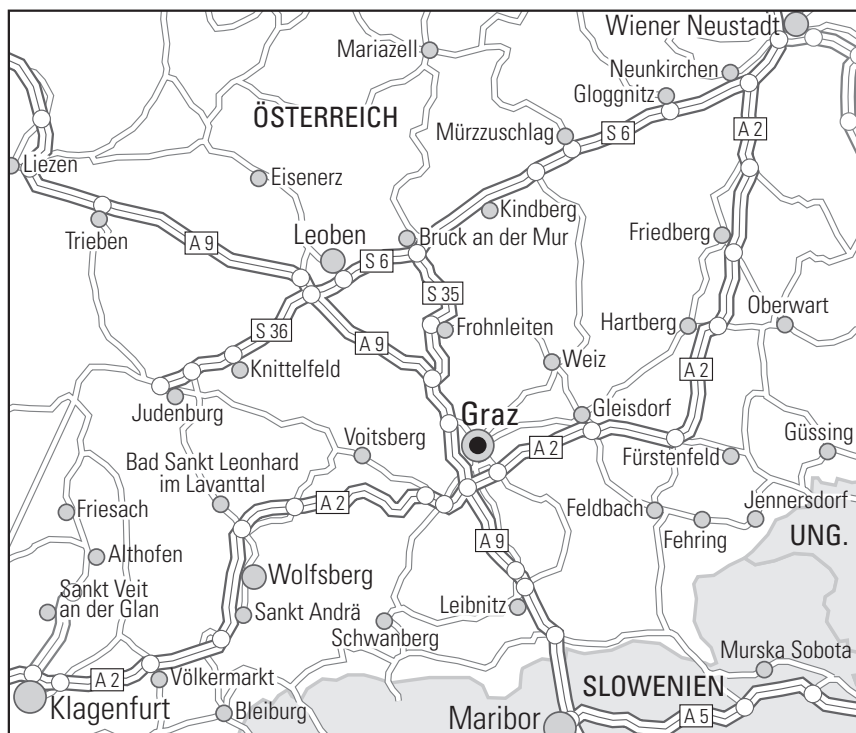 Wiener Neustadt
Mariazell
Neunkirchen
Gloggnitz
ÖSTERREICH
Mürzzuschlag
S 6
A 2
Liezen
Eisenerz
Kindberg
Trieben
A 9
Leoben
Bruck an der Mur
Friedberg
S 6
S 35
Oberwart
S 36
Frohnleiten
Hartberg
A 9
Knittelfeld
Weiz
A 2
Judenburg
Graz
Gleisdorf
Voitsberg
A 2
Güssing
Bad Sankt Leonhard
im Lavanttal
Fürstenfeld
A 2
Friesach
Feldbach
Jennersdorf
Fehring
UNG.
A 9
Althofen
Wolfsberg
Sankt Veit
an der Glan
Sankt Andrä
Leibnitz
Schwanberg
Murska Sobota
A 2
Völkermarkt
SLOWENIEN
Klagenfurt
Bleiburg
Maribor
A 5